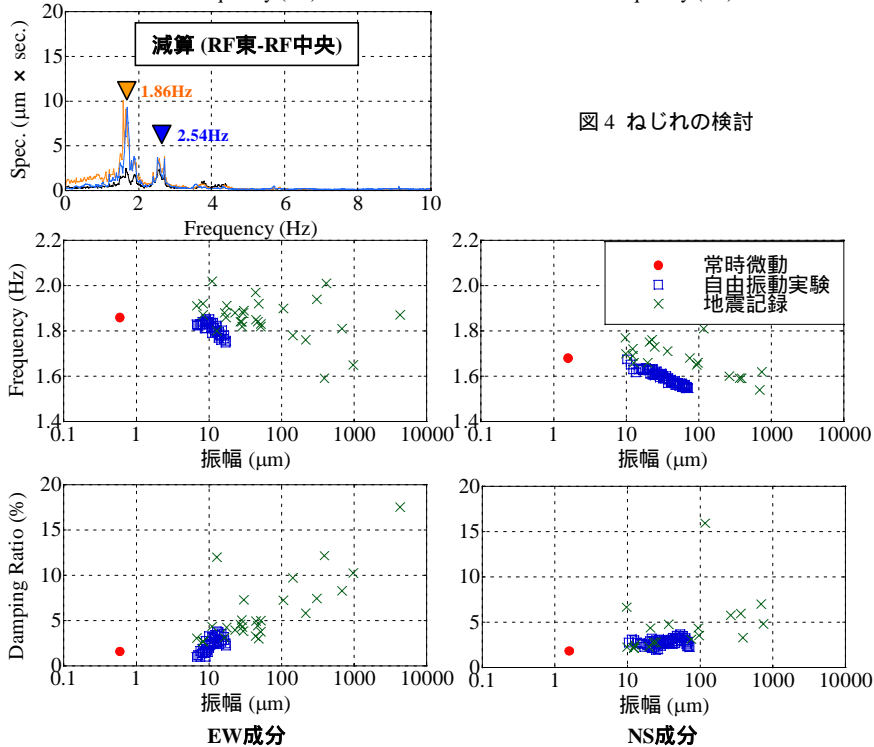 減算 (RF東-RF中央)
1.86Hz
2.54Hz
Spec. (μm × sec.)
20
15
10
5
0
0 2 4 6 8 10
Frequency (Hz)
図 4 ねじれの検討
Frequency (Hz)
2.2
2.0
1.8
1.6
1.4
0.1 1 10 100 1000 10000
振幅 (μm)
2.2
2.0
1.8
1.6
1.4
常時微動
自由振動実験
地震記録
0.1 1 10 100 1000 10000
振幅 (μm)
Damping Ratio (%)
20
15
10
5
0
0.1 1 10 100 1000 10000
振幅 (μm)
EW成分
20
15
10
5
0
0.1 1 10 100 1000 10000
振幅 (μm)
NS成分